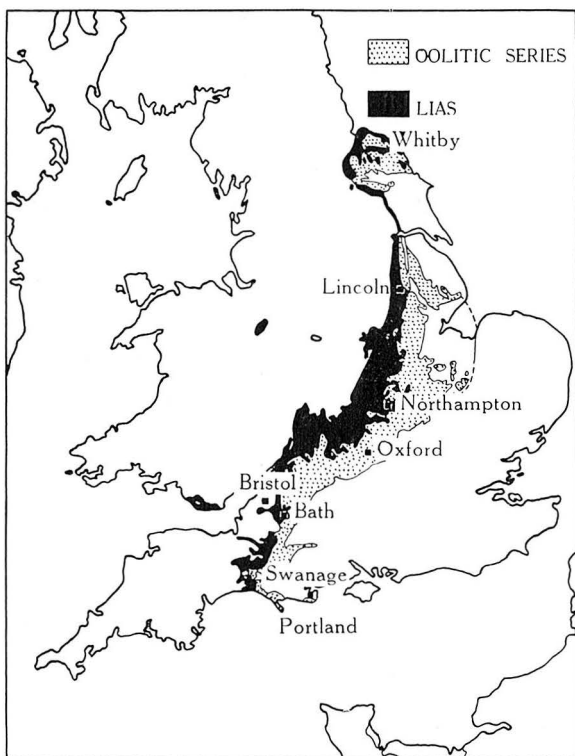 OOLITIC SERIES
LIAS
Whitby
Lincoln
Northampton
Oxford
Bristol
Bath
Swanage
Portland